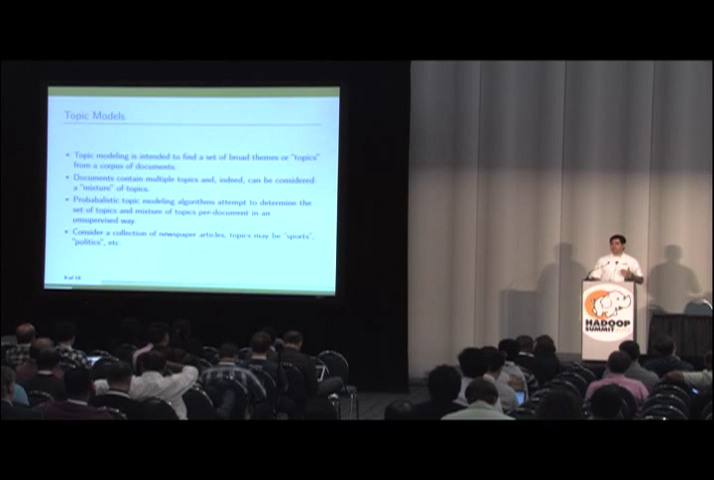 Topic Models
Topic modeling is intended to find a set of broad themes or "topics"
from a corpus of documents.
Documents contain multiple topics and, indeed, can be considered
a "mixture" of topics.
Probabalistic topic modeling algorithms attempt to determine the
set of topics and mixture of topics per-document in an
unsupervised way.
Consider a collection of newspaper articles, topics may be "sports",
"politics", etc.
HADOOP
SUMMIT